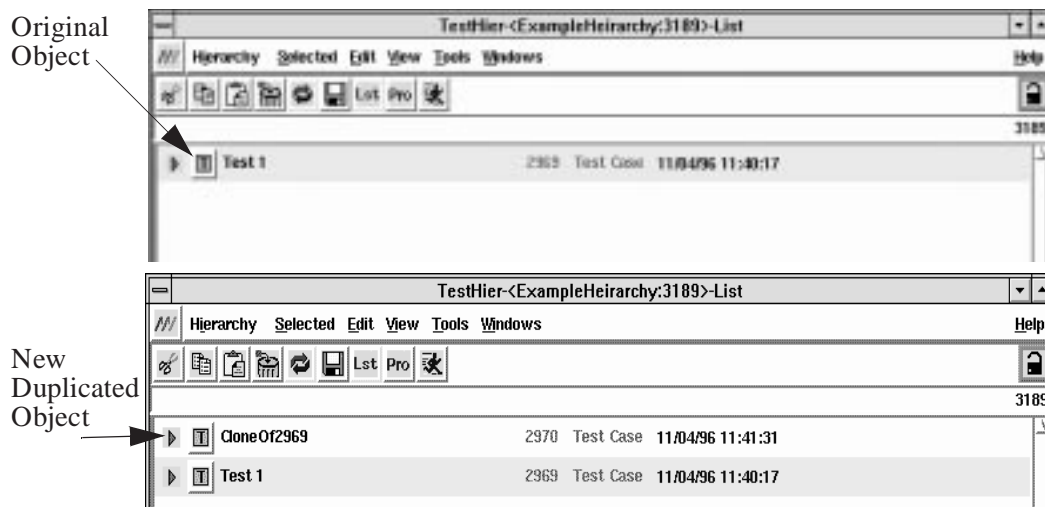 Original
Object
TestHier-<ExampleHeirarchy:3189>-List
Hierarchy Selected Edit View Tools Windows Help
Lst Pro
3189
T Test 1 2969 Test Case 11/04/96 11:40:17
New
Duplicated
Object
TestHier-<ExampleHeirarchy:3189>-List
Hierarchy Selected Edit View Tools Windows Help
Lst Pro
3189
T CloneOf2969 2970 Test Case 11/04/96 11:41:31
T Test 1 2969 Test Case 11/04/96 11:40:17